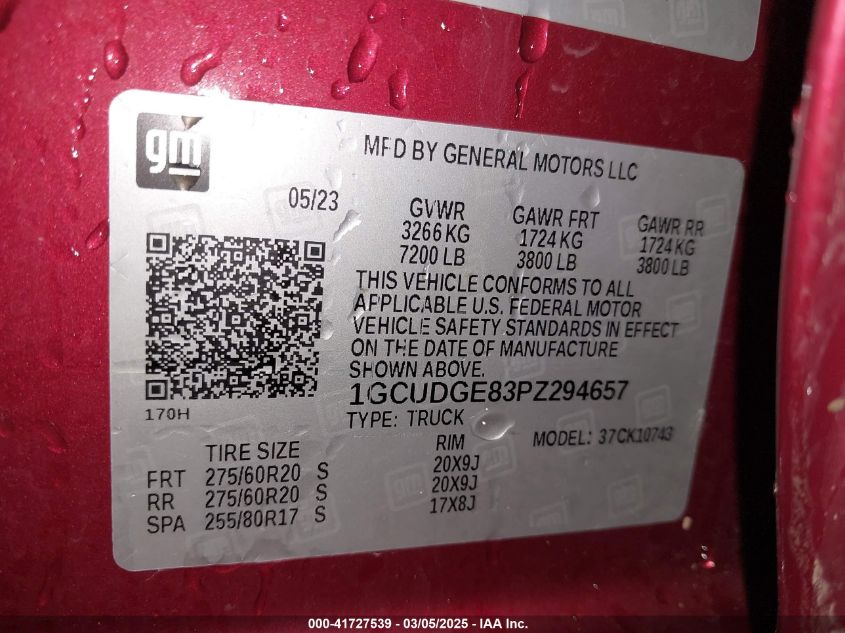 gm
MFD BY GENERAL MOTORS LLC
05/23
GVWR GAWR FRT GAWR RR
3266 KG 1724 KG 1724 KG
7200 LB 3800 LB 3800 LB
THIS VEHICLE CONFORMS TO ALL
APPLICABLE U.S. FEDERAL MOTOR
VEHICLE SAFETY STANDARDS IN EFFECT
ON THE DATE OF MANUFACTURE
SHOWN ABOVE.
1GCUDGE83PZ294657
170H
TYPE: TRUCK
MODEL: 37CK10743
TIRE SIZE RIM
FRT 275/60R20 S 20X9J
RR 275/60R20 S 20X9J
SPA 255/80R17 S 17X8J
000-41727539 / 03/05/2025 - IAA Inc.